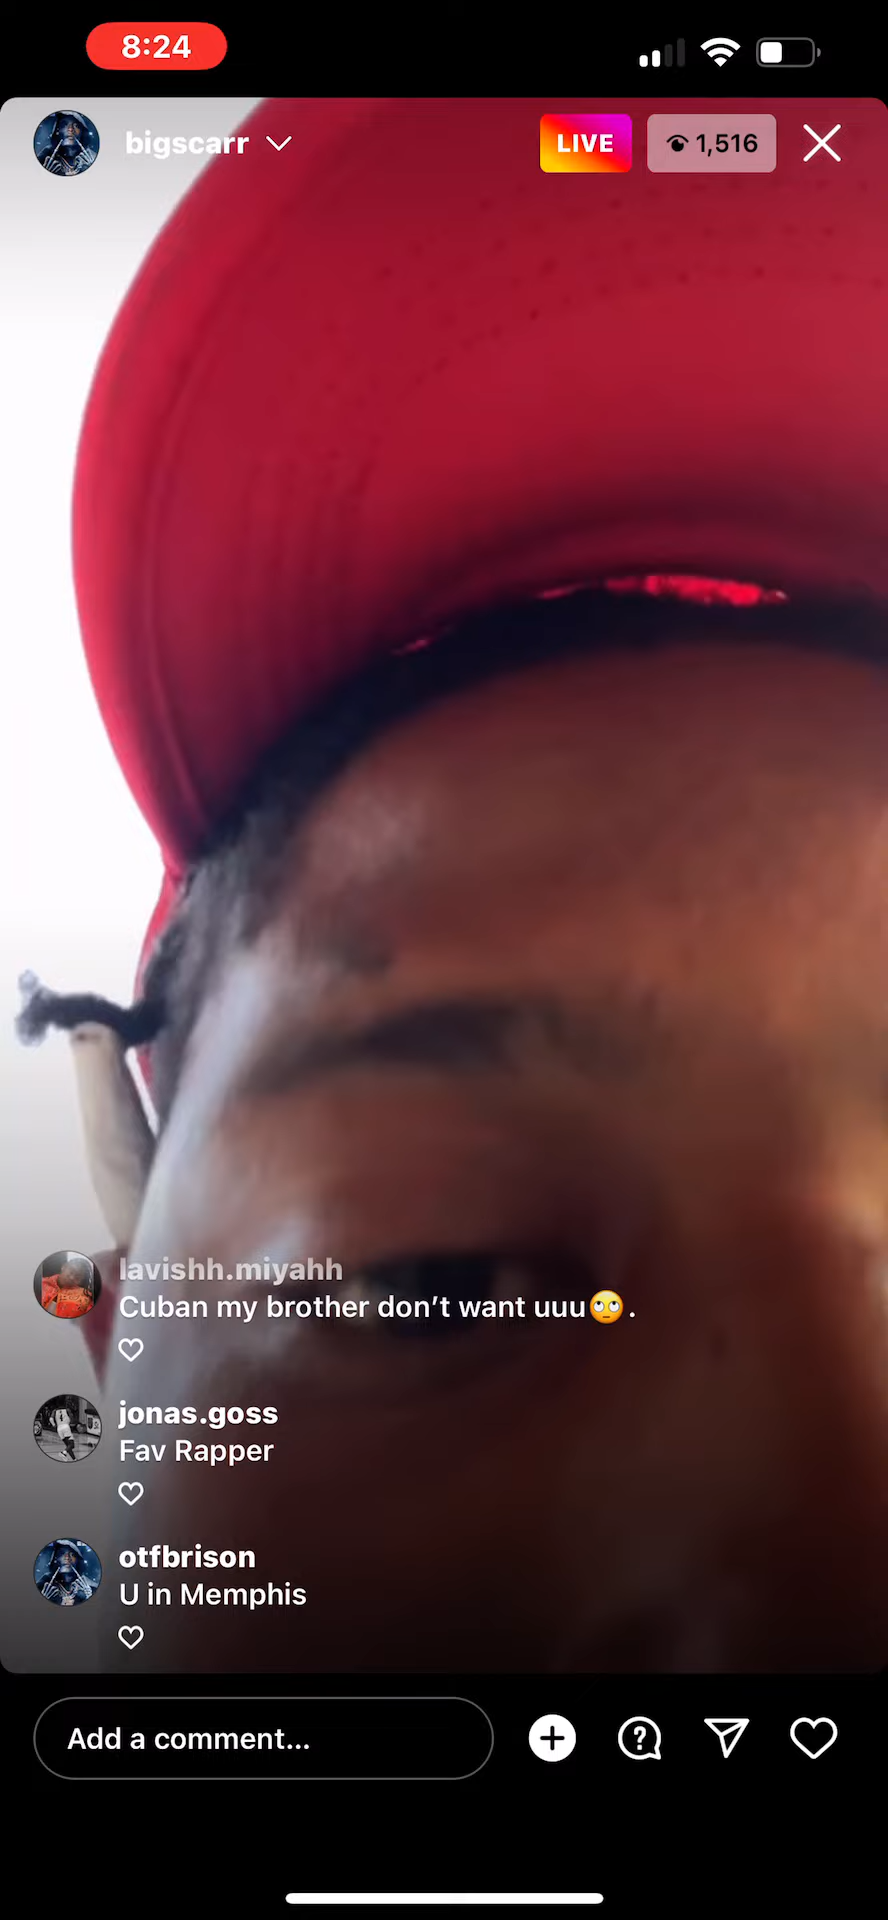 8:24
bigscarr
LIVE
1,516
lavishh.miyahh
Cuban my brother don’t want uuu🙄.
jonas.goss
Fav Rapper
otfbrison
U in Memphis
Add a comment...